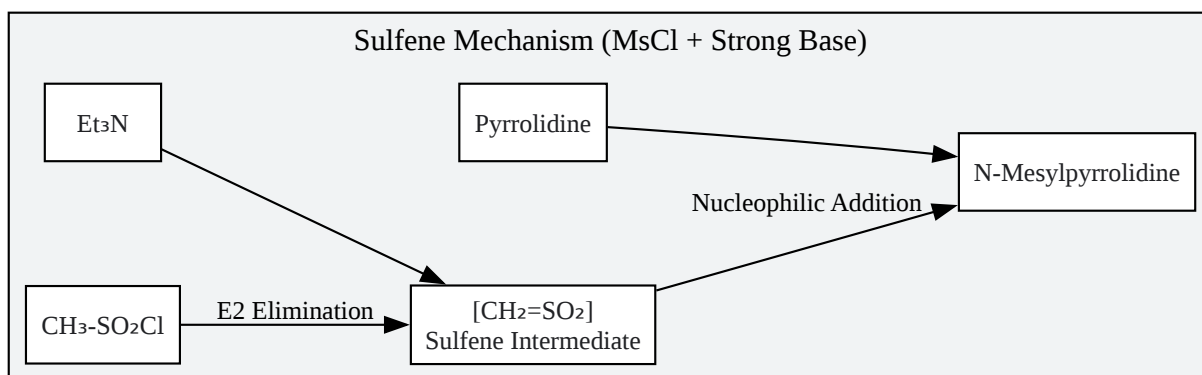 Sulfene Mechanism (MsCl + Strong Base)
Et₃N
Pyrrolidine
N-Mesylpyrrolidine
Nucleophilic Addition
CH₃-SO₂Cl
E2 Elimination
[CH₂=SO₂]
Sulfene Intermediate